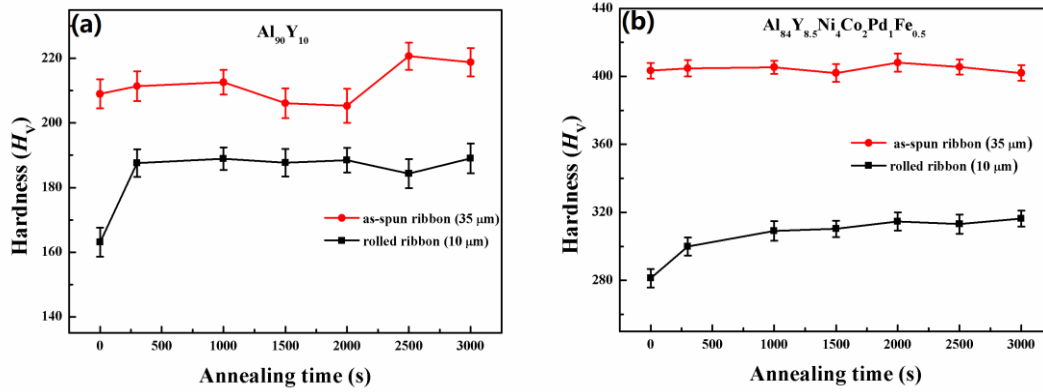 (a)
Al90Y10
220
200
180
160
140
Hardness (HV)
as-spun ribbon (35 μm)
rolled ribbon (10 μm)
0 500 1000 1500 2000 2500 3000
Annealing time (s)
(b)
Al84Y8.5Ni4Co2Pd1Fe0.5
440
400
360
320
280
Hardness (HV)
as-spun ribbon (35 μm)
rolled ribbon (10 μm)
0 500 1000 1500 2000 2500 3000
Annealing time (s)